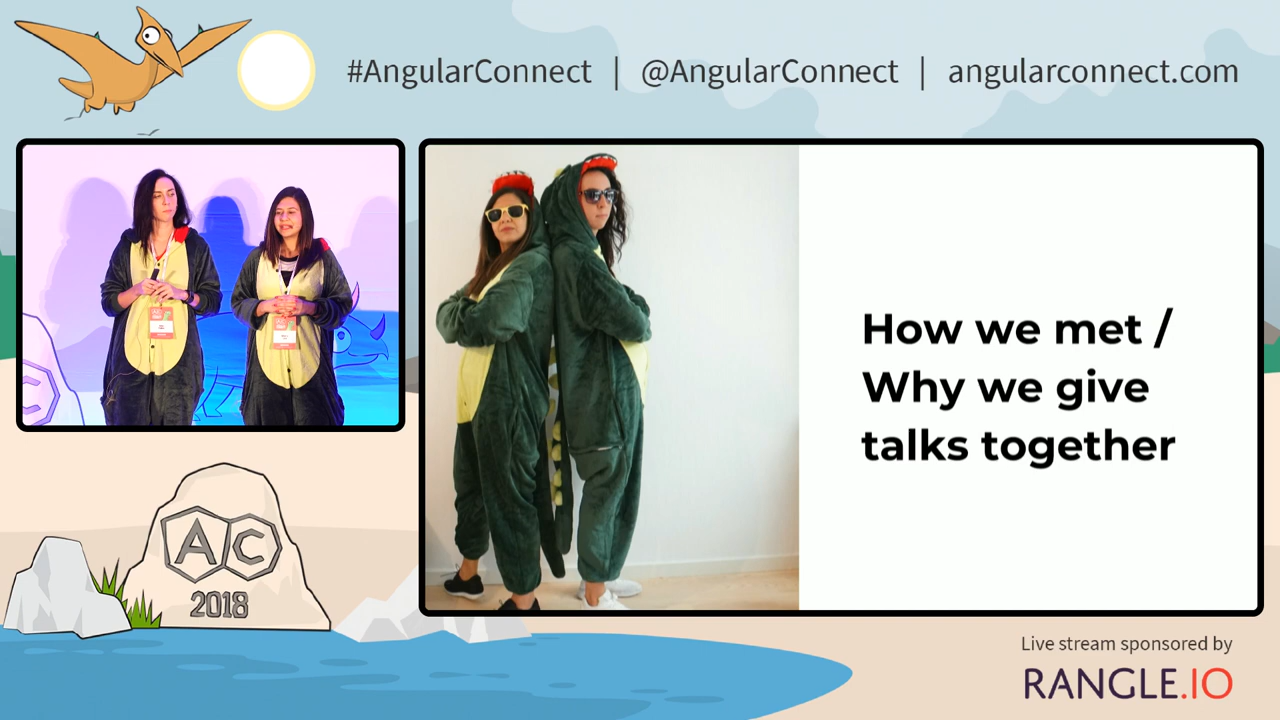 #AngularConnect | @AngularConnect | angularconnect.com
How we met /
Why we give
talks together
AC
2018
Live stream sponsored by
RANGLE.IO